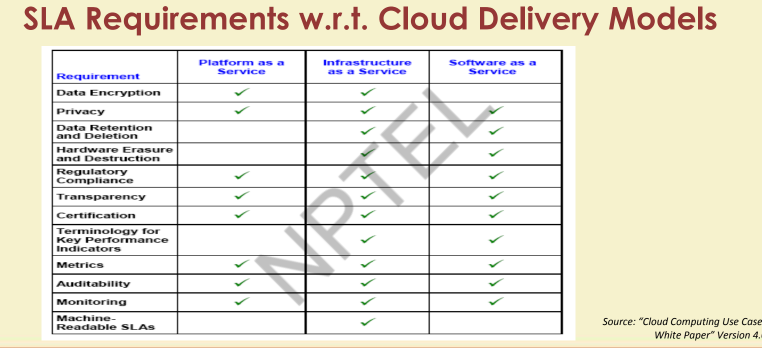 SLA Requirements w.r.t. Cloud Delivery Models
Requirement
Platform as a
Service
Infrastructure
as a Service
Software as a
Service
Data Encryption ✓ ✓
Privacy ✓ ✓ ✓
Data Retention
and Deletion ✓ ✓
Hardware Erasure
and Destruction ✓ ✓
Regulatory
Compliance ✓ ✓ ✓
Transparency ✓ ✓ ✓
Certification ✓ ✓ ✓
Terminology for
Key Performance
Indicators ✓ ✓
Metrics ✓ ✓ ✓
Auditability ✓ ✓ ✓
Monitoring ✓ ✓ ✓
Machine-
Readable SLAs ✓
NPTEL
Source: "Cloud Computing Use Case
White Paper" Version 4.